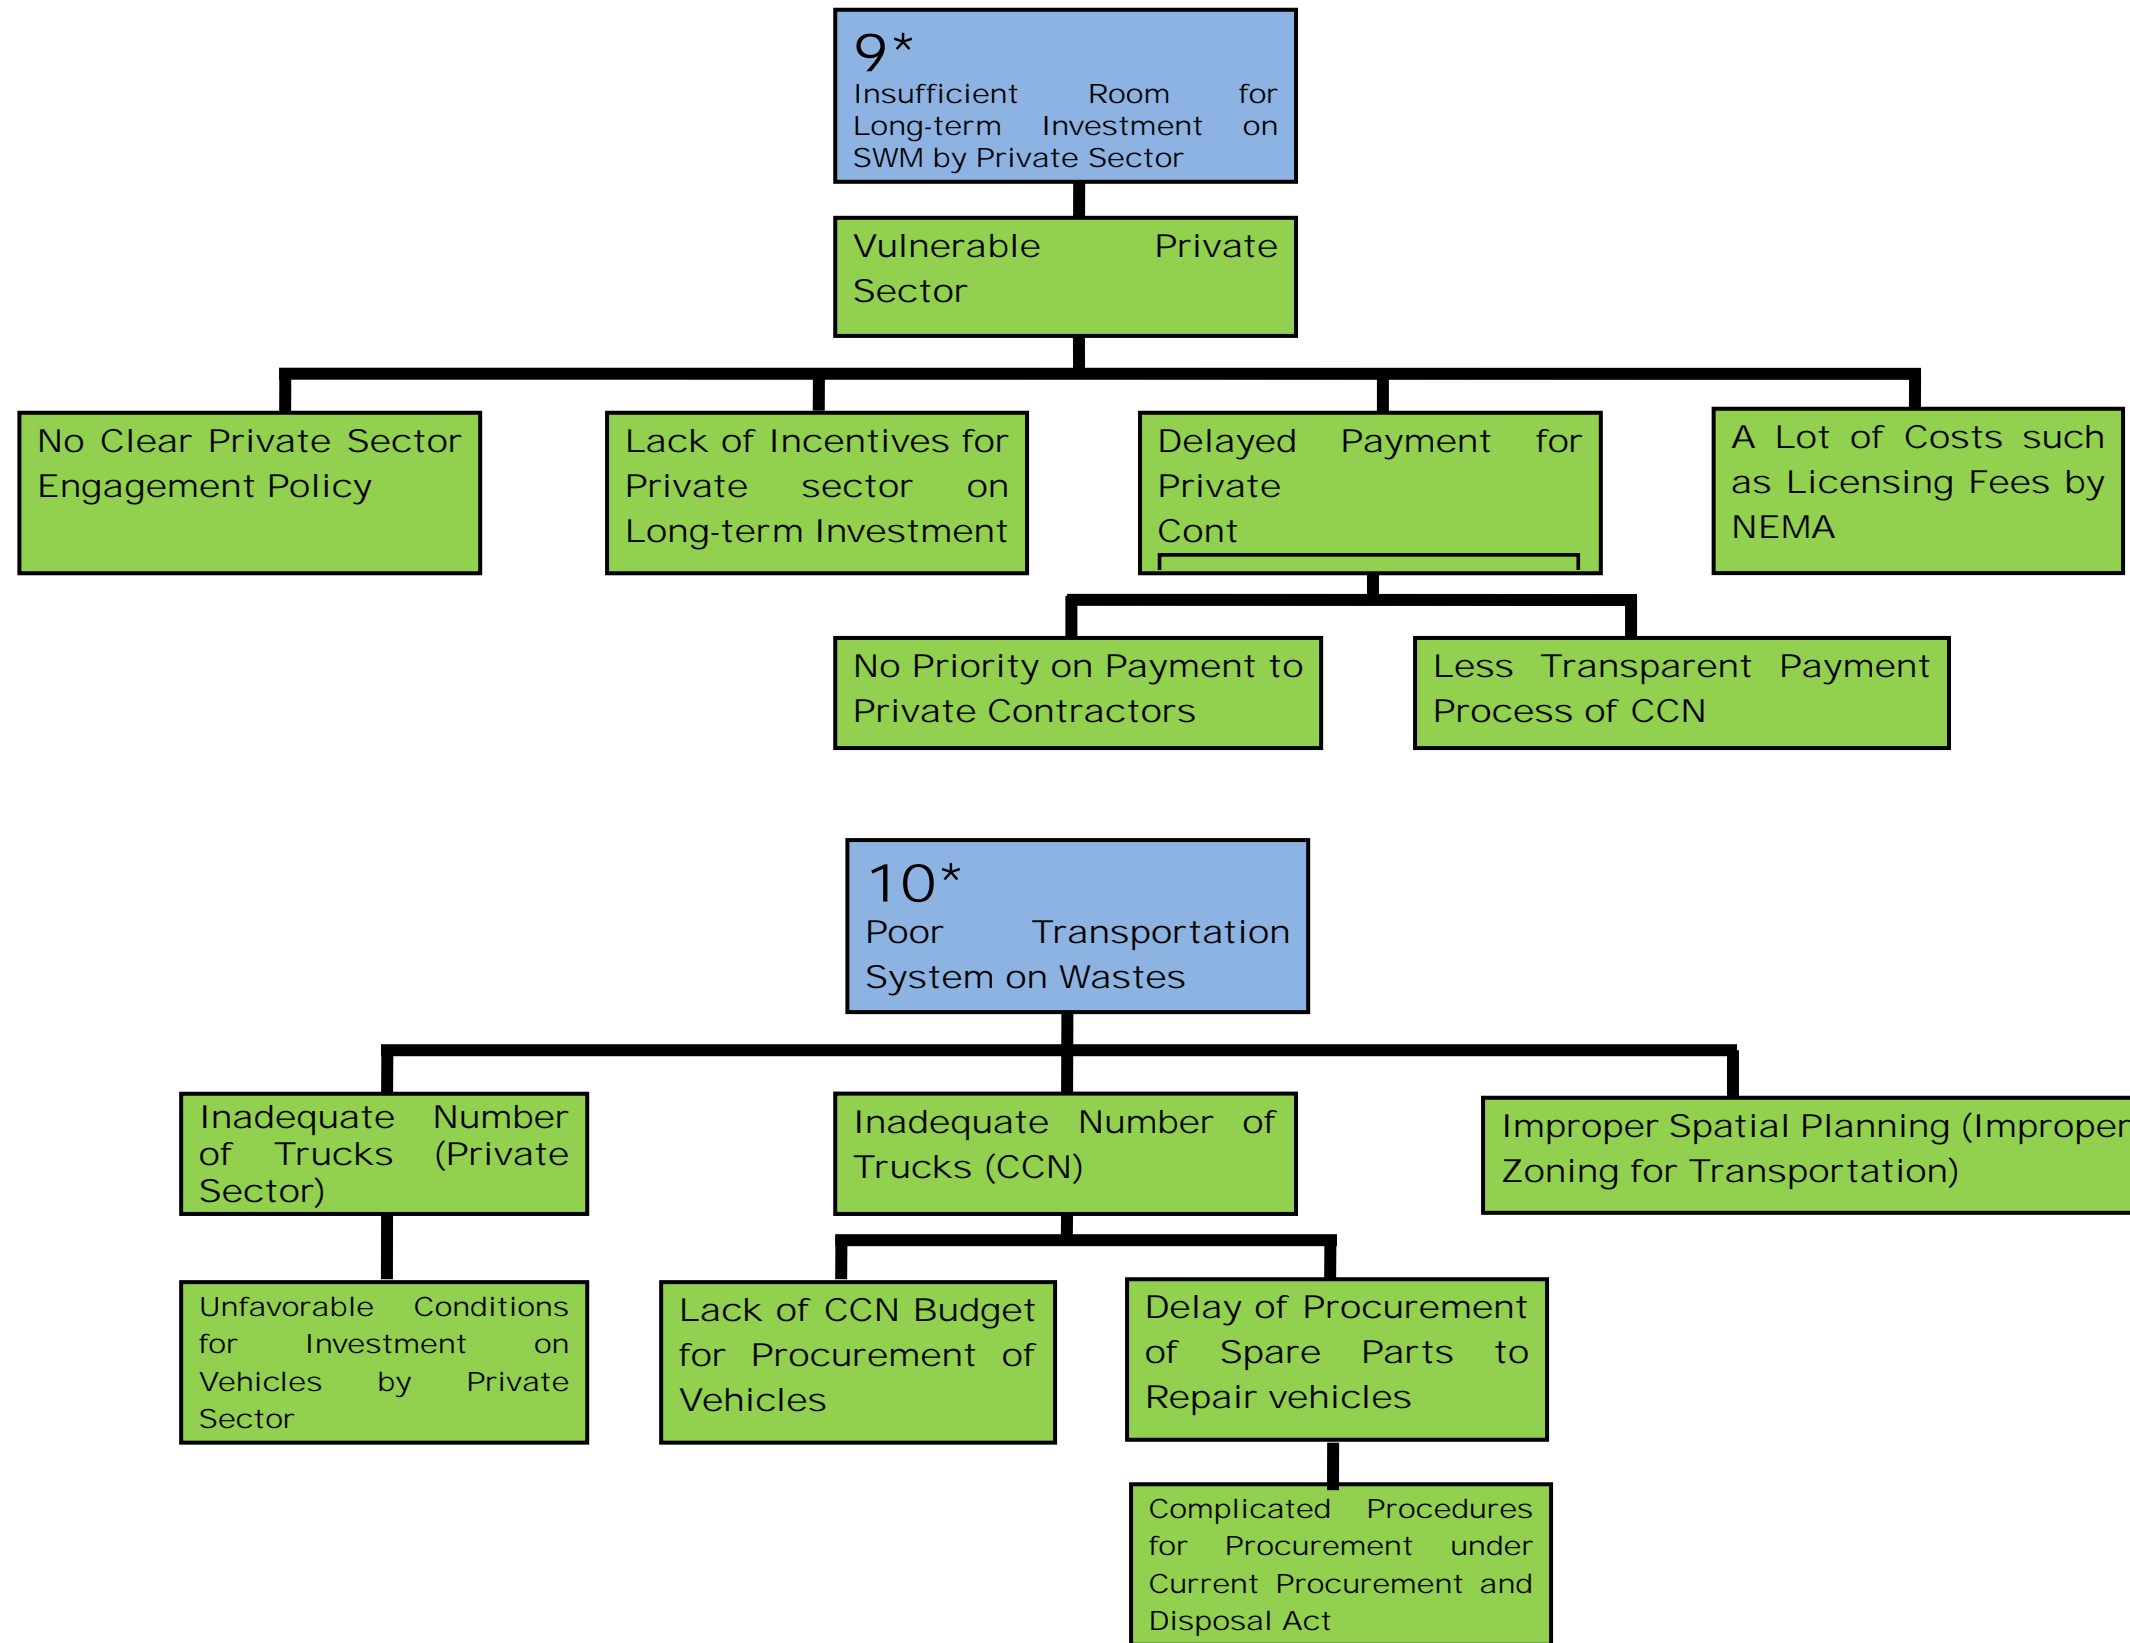 9*
Insufficient Room for
Long-term Investment on
SWM by Private Sector
Vulnerable Private
Sector
No Clear Private Sector
Engagement Policy
Lack of Incentives for
Private sector on
Long-term Investment
Delayed Payment for
Private
Cont
A Lot of Costs such
as Licensing Fees by
NEMA
No Priority on Payment to
Private Contractors
Less Transparent Payment
Process of CCN
10*
Poor Transportation
System on Wastes
Inadequate Number
of Trucks (Private
Sector)
Inadequate Number of
Trucks (CCN)
Improper Spatial Planning (Improper
Zoning for Transportation)
Unfavorable Conditions
for Investment on
Vehicles by Private
Sector
Lack of CCN Budget
for Procurement of
Vehicles
Delay of Procurement
of Spare Parts to
Repair vehicles
Complicated Procedures
for Procurement under
Current Procurement and
Disposal Act